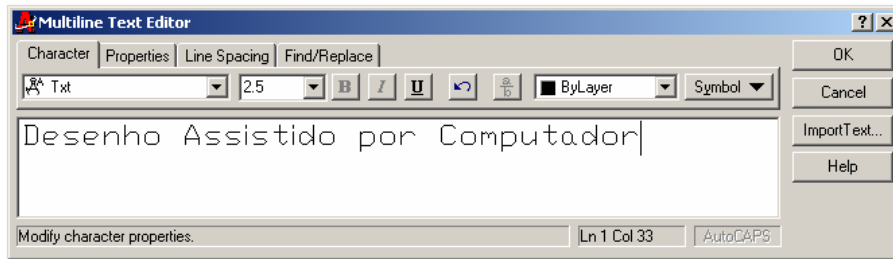 Multiline Text Editor
Character Properties Line Spacing Find/Replace
OK
Txt 2.5 B I U a/b ByLayer Symbol
Cancel
Desenho Assistido por Computador
ImportText...
Help
Modify character properties. Ln 1 Col 33 AutoCAPS